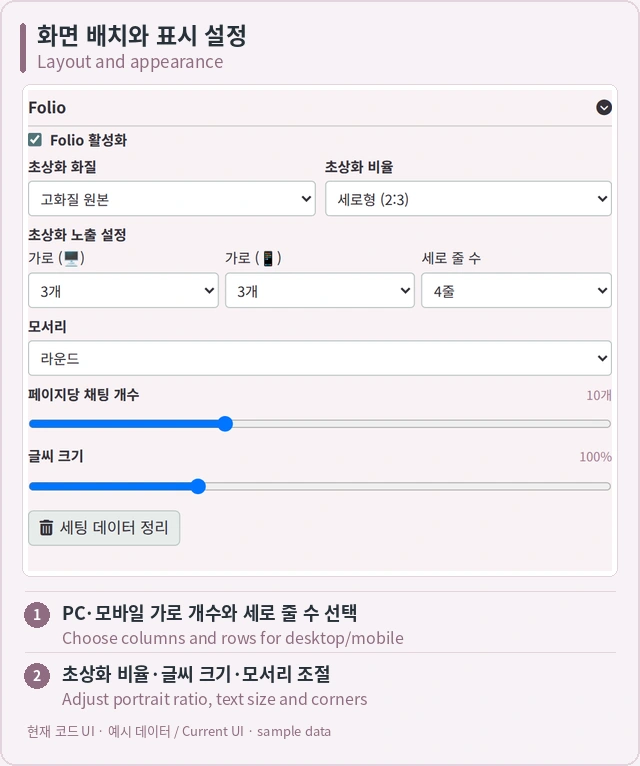 화면 배치와 표시 설정
Layout and appearance
Folio
Folio 활성화
초상화 화질 초상화 비율
고화질 원본 세로형 (2:3)
초상화 노출 설정
가로 (🖥️) 가로 (📱) 세로 줄 수
3개 3개 4줄
모서리
라운드
페이지당 채팅 개수 10개
글씨 크기 100%
세팅 데이터 정리
1 PC·모바일 가로 개수와 세로 줄 수 선택
Choose columns and rows for desktop/mobile
2 초상화 비율·글씨 크기·모서리 조절
Adjust portrait ratio, text size and corners
현재 코드 UI · 예시 데이터 / Current UI · sample data